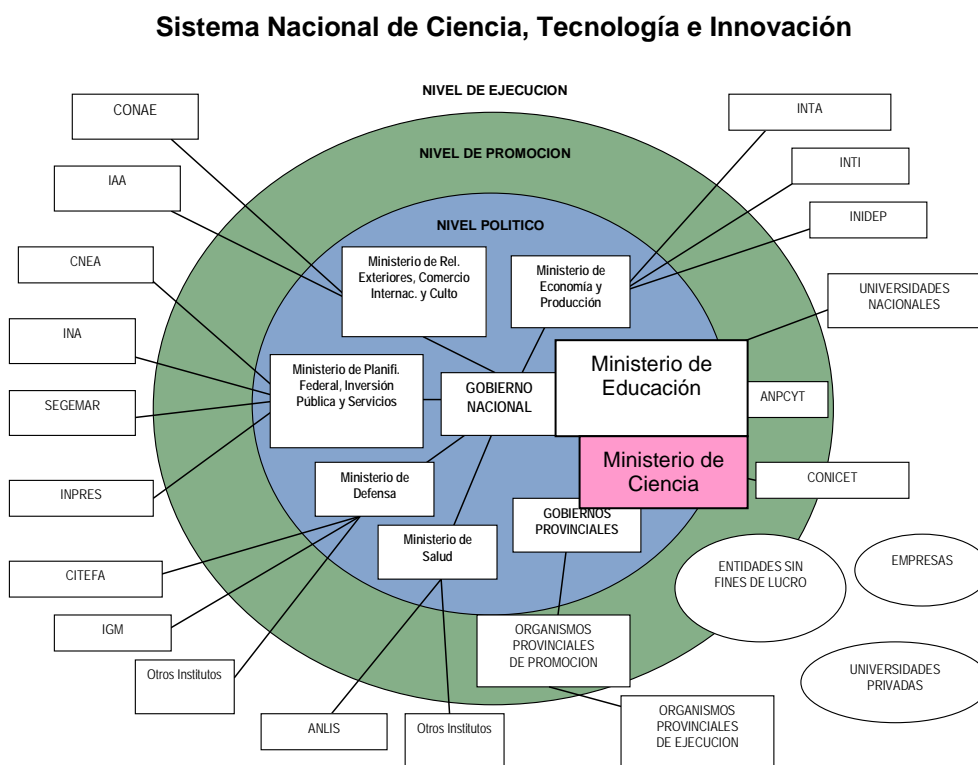 Sistema Nacional de Ciencia, Tecnología e Innovación
NIVEL DE EJECUCION
CONAE
INTA
NIVEL DE PROMOCION
IAA
INTI
NIVEL POLITICO
INIDEP
CNEA
Ministerio de Rel.
Exteriores, Comercio
Internac. y Culto
Ministerio de
Economía y
Producción
UNIVERSIDADES
NACIONALES
INA
Ministerio de Planifi.
Federal, Inversión
Pública y Servicios
GOBIERNO
NACIONAL
Ministerio de
Educación
ANPCYT
SEGEMAR
Ministerio de
Ciencia
CONICET
INPRES
Ministerio de
Defensa
GOBIERNOS
PROVINCIALES
Ministerio de
Salud
ENTIDADES SIN
FINES DE LUCRO
EMPRESAS
CITEFA
IGM
ORGANISMOS
PROVINCIALES
DE PROMOCION
UNIVERSIDADES
PRIVADAS
Otros Institutos
ANLIS
Otros Institutos
ORGANISMOS
PROVINCIALES
DE EJECUCION